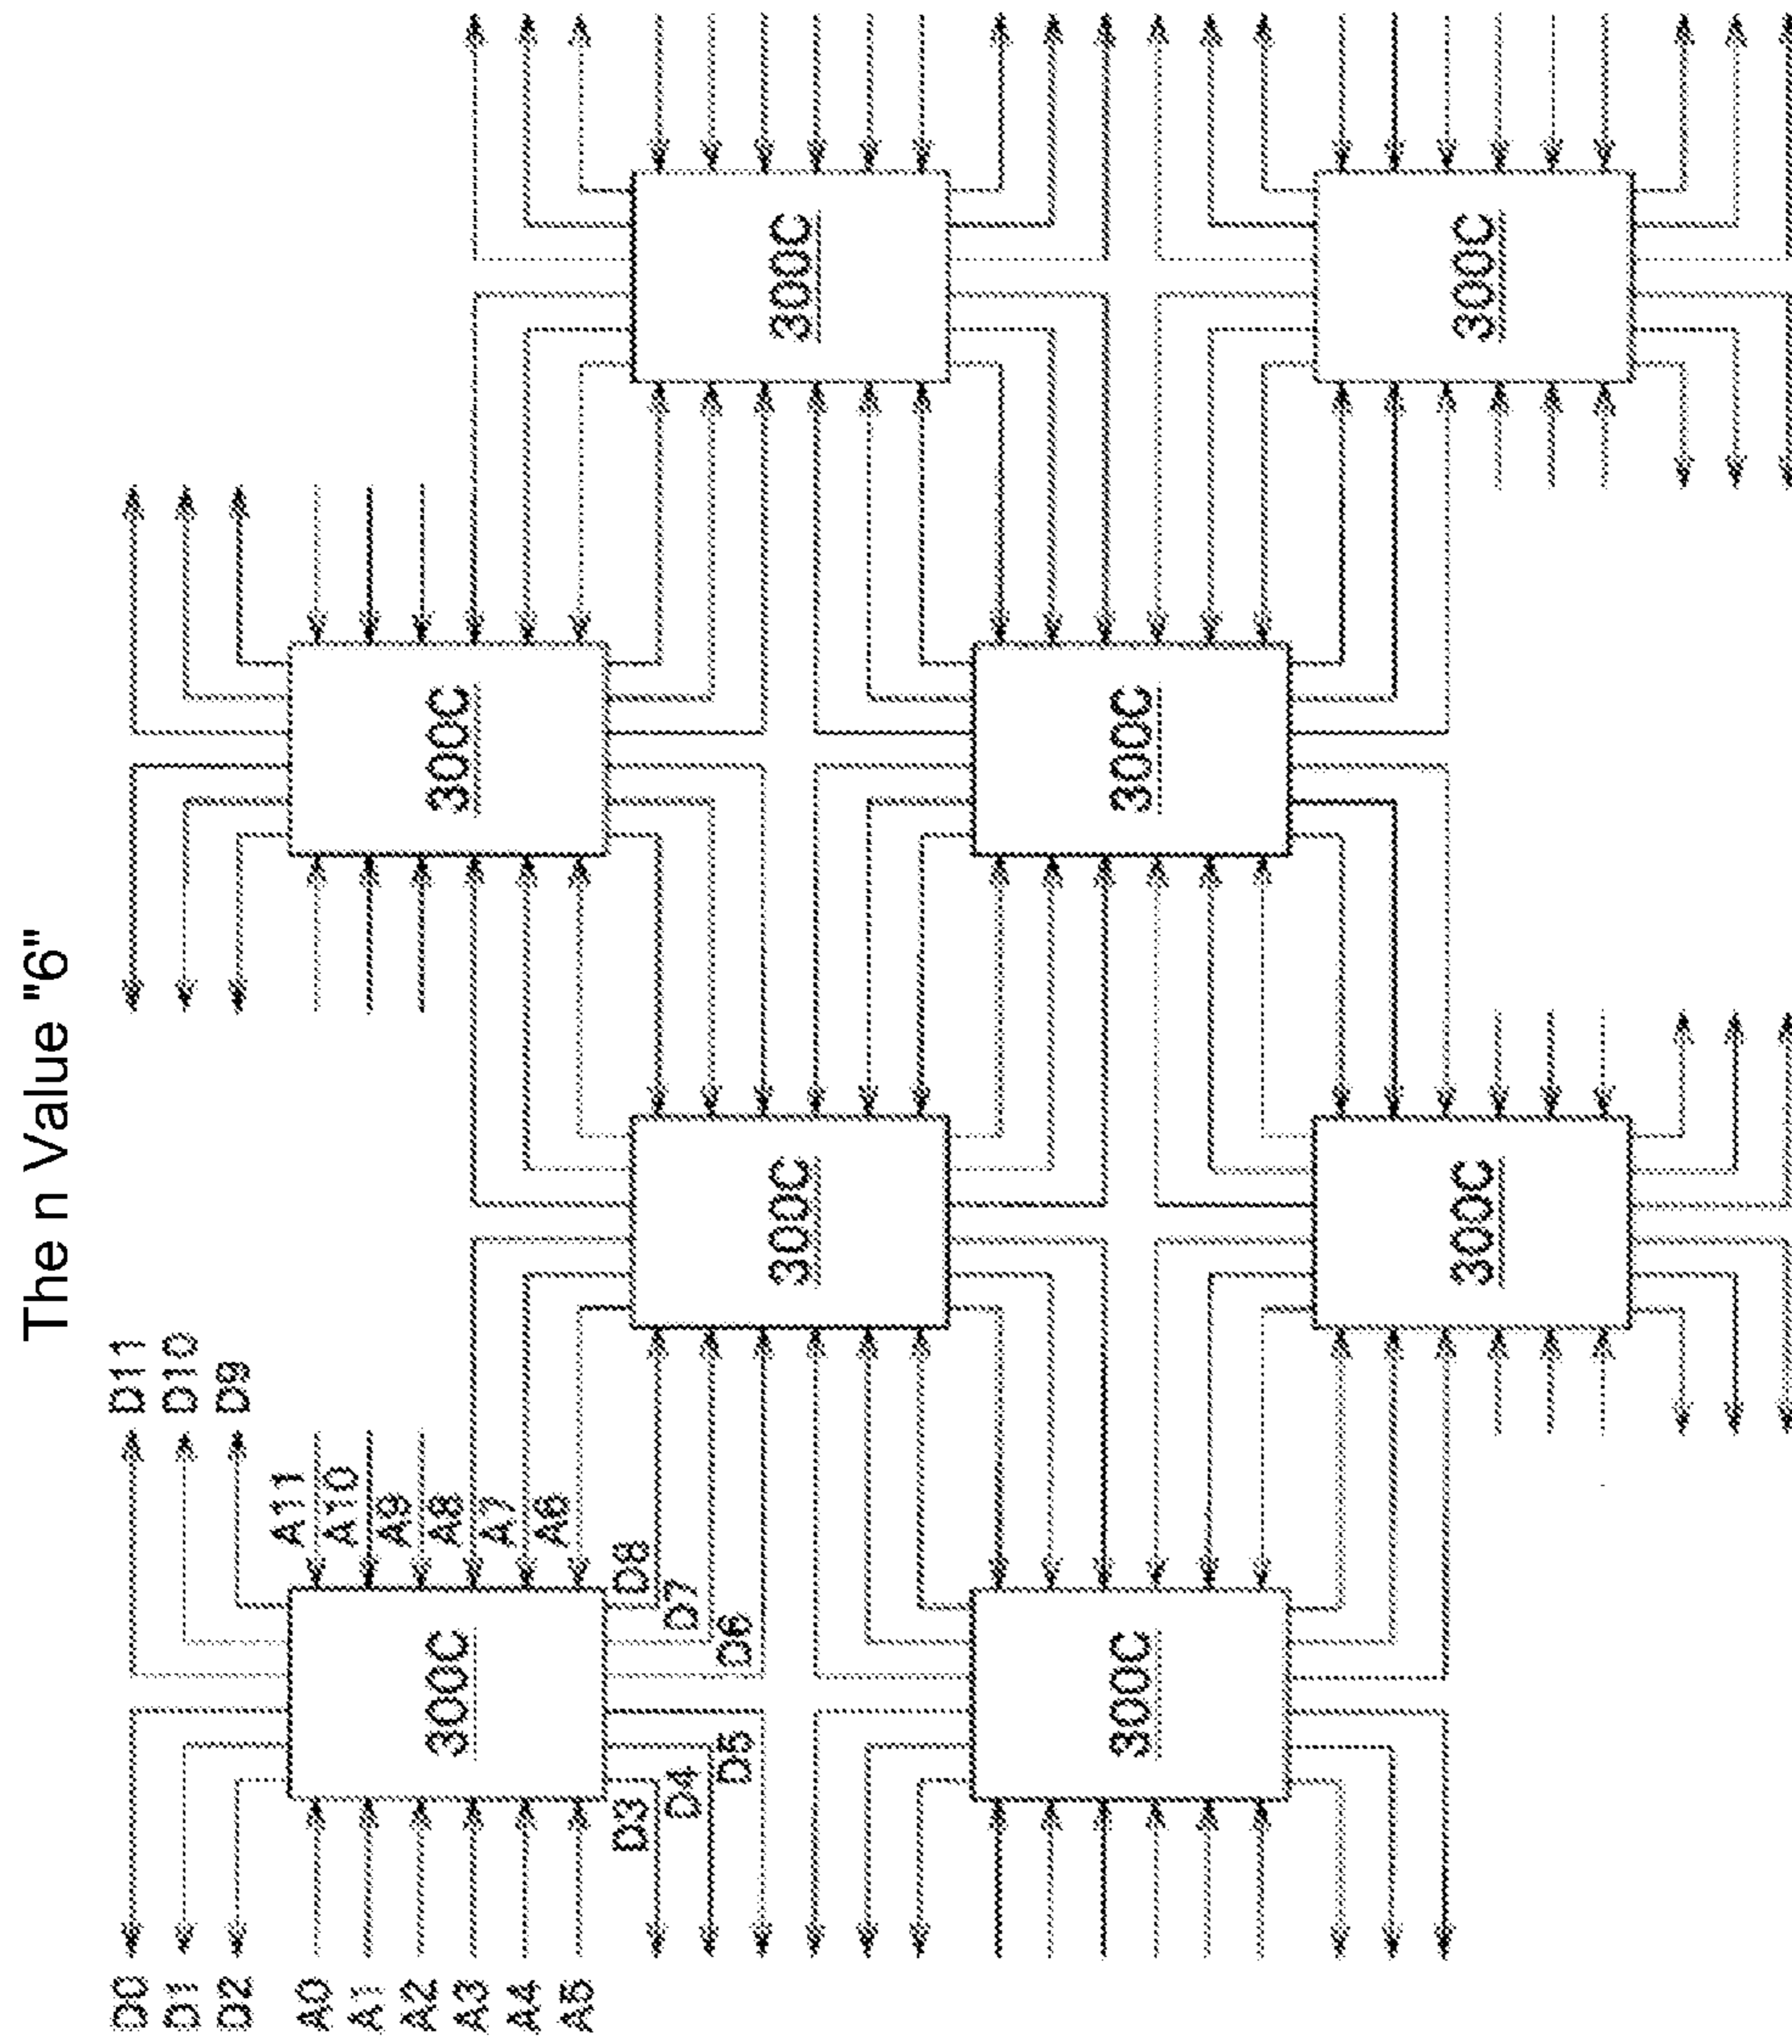 The n Value "6"
D0
D11
D1
D10
D2
D9
A0
A11
A1
A10
A2
A9
A3
300C
A8
300C
A4
A7
A5
A6
D3
D8
D4
D7
D5
D6
300C
300C
300C
300C
300C
300C